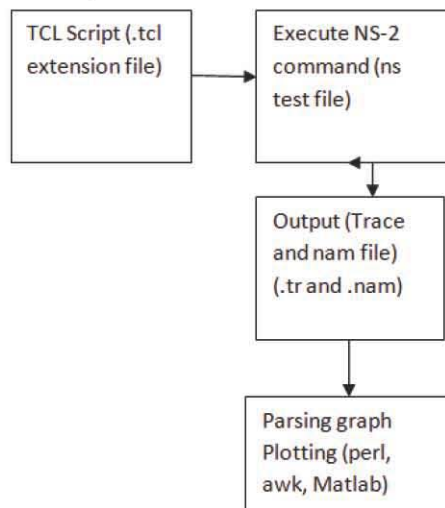 TCL Script (.tcl
extension file)
Execute NS-2
command (ns
test file)
Output (Trace
and nam file)
(.tr and .nam)
Parsing graph
Plotting (perl,
awk, Matlab)